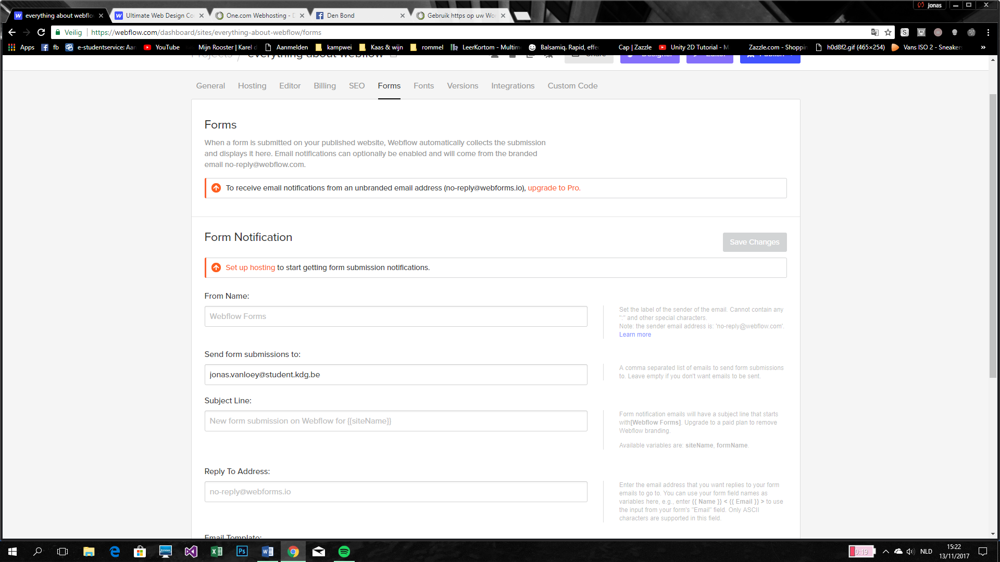 jonas
everything about webflo
Ultimate Web Design Co
One.com Webhosting - D
Den Bond
Gebruik https op uw Wo
Veilig
https://webflow.com/dashboard/sites/everything-about-webflow/forms
Apps
fb
e-studentservice: Aan
YouTube
Mijn Rooster | Karel d
Aanmelden
kampwei
Kaas & wijn
rommel
LeerKortom - Multime
Balsamiq. Rapid, effec
Cap | Zazzle
Unity 2D Tutorial - M
Zazzle.com - Shoppin
h0d8f2.gif (465×254)
Vans ISO 2 - Sneakers
»
Projects / everything about webflow
Share
Designer
Editor
Publish
General
Hosting
Editor
Billing
SEO
Forms
Fonts
Versions
Integrations
Custom Code
Forms
When a form is submitted on your published website, Webflow automatically collects the submission
and displays it here. Email notifications can optionally be enabled and will come from the branded
email no-reply@webflow.com.
To receive email notifications from an unbranded email address (no-reply@webforms.io), upgrade to Pro.
Form Notification
Save Changes
Set up hosting to start getting form submission notifications.
From Name:
Webflow Forms
Set the label of the sender of the email. Cannot contain any
":" and other special characters.
Note: the sender email address is: 'no-reply@webflow.com'.
Learn more
Send form submissions to:
jonas.vanloey@student.kdg.be
A comma separated list of emails to send form submissions
to. Leave empty if you don't want emails to be sent.
Subject Line:
New form submission on Webflow for {{siteName}}
Form notification emails will have a subject line that starts
with[Webflow Forms]. Upgrade to a paid plan to remove
Webflow branding.
Available variables are: siteName, formName.
Reply To Address:
no-reply@webforms.io
Enter the email address that you want replies to your form
emails to go to. You can use your form field names as
variables here, e.g., enter {{ Name }} < {{ Email }} > to use
the input from your form's "Email" field. Only ASCII
characters are supported in this field.
Email Template:
0:19
NLD
15:22
13/11/2017